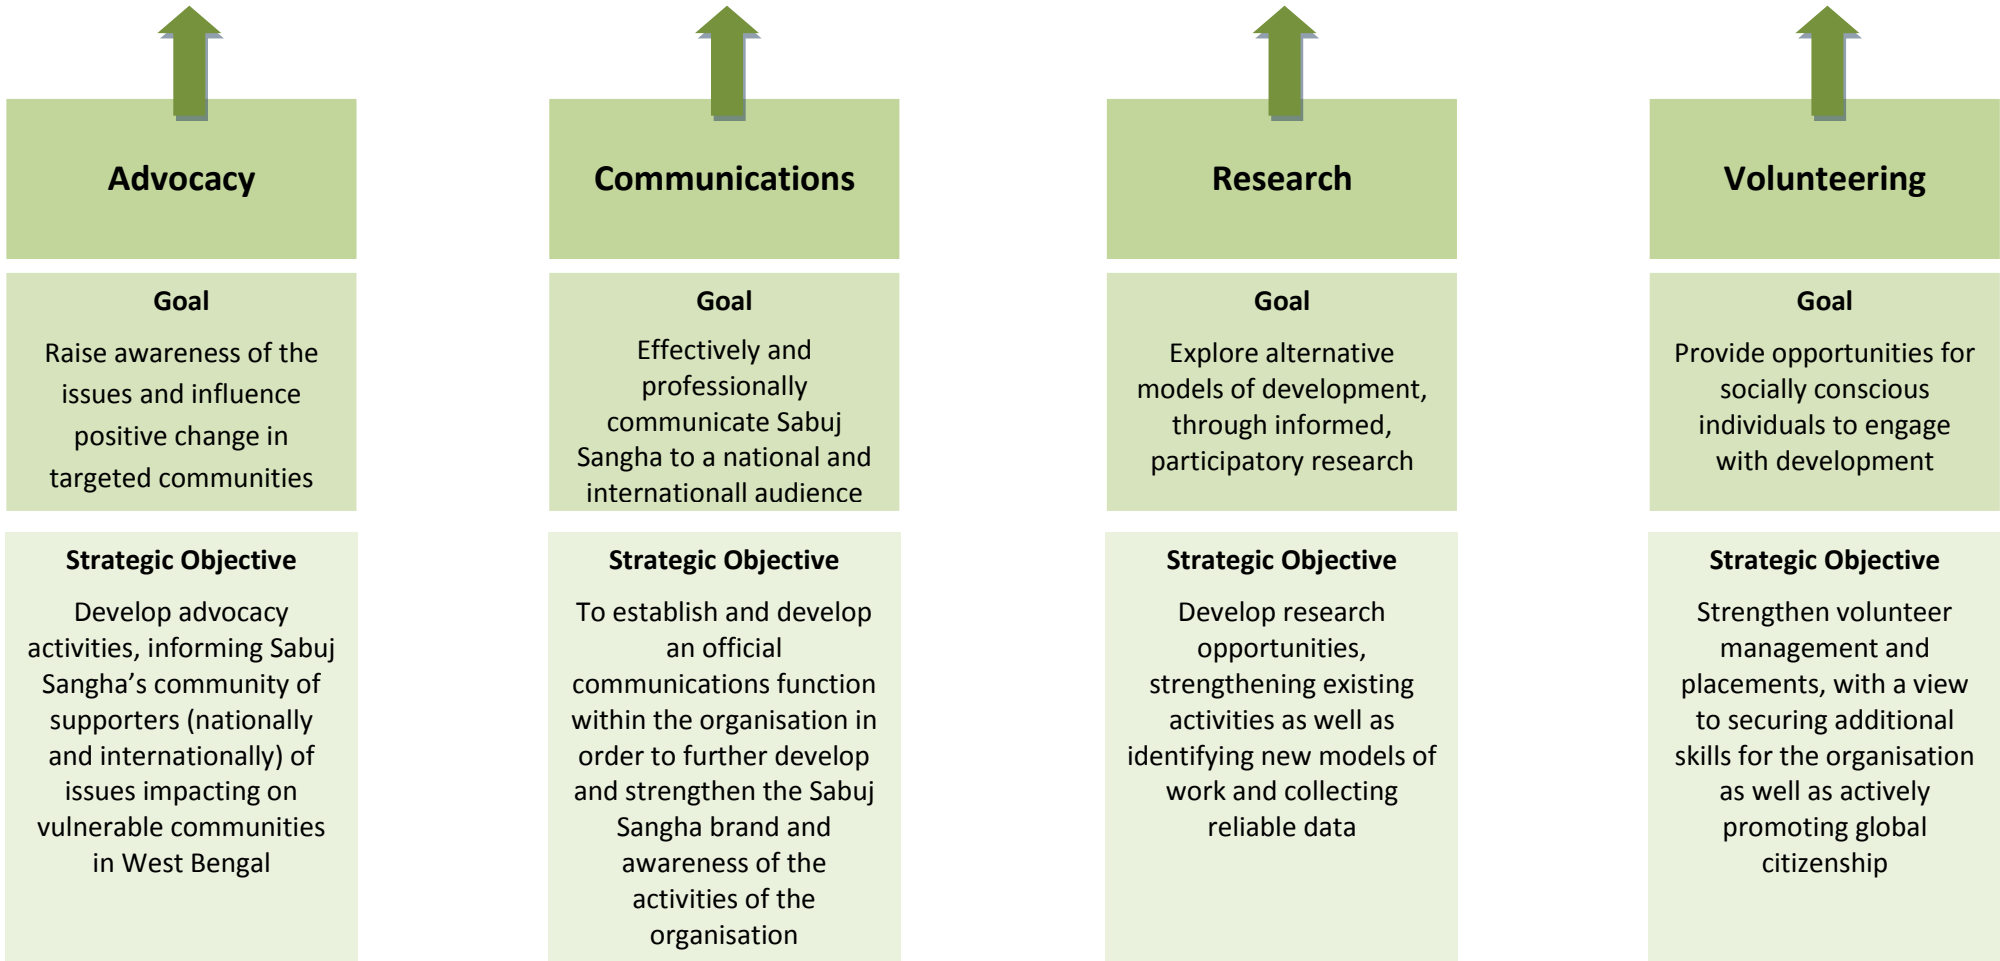 Advocacy
Goal
Raise awareness of the
issues and influence
positive change in
targeted communities
Strategic Objective
Develop advocacy
activities, informing Sabuj
Sangha’s community of
supporters (nationally
and internationally) of
issues impacting on
vulnerable communities
in West Bengal
Communications
Goal
Effectively and
professionally
communicate Sabuj
Sangha to a national and
internationall audience
Strategic Objective
To establish and develop
an official
communications function
within the organisation in
order to further develop
and strengthen the Sabuj
Sangha brand and
awareness of the
activities of the
organisation
Research
Goal
Explore alternative
models of development,
through informed,
participatory research
Strategic Objective
Develop research
opportunities,
strengthening existing
activities as well as
identifying new models of
work and collecting
reliable data
Volunteering
Goal
Provide opportunities for
socially conscious
individuals to engage
with development
Strategic Objective
Strengthen volunteer
management and
placements, with a view
to securing additional
skills for the organisation
as well as actively
promoting global
citizenship